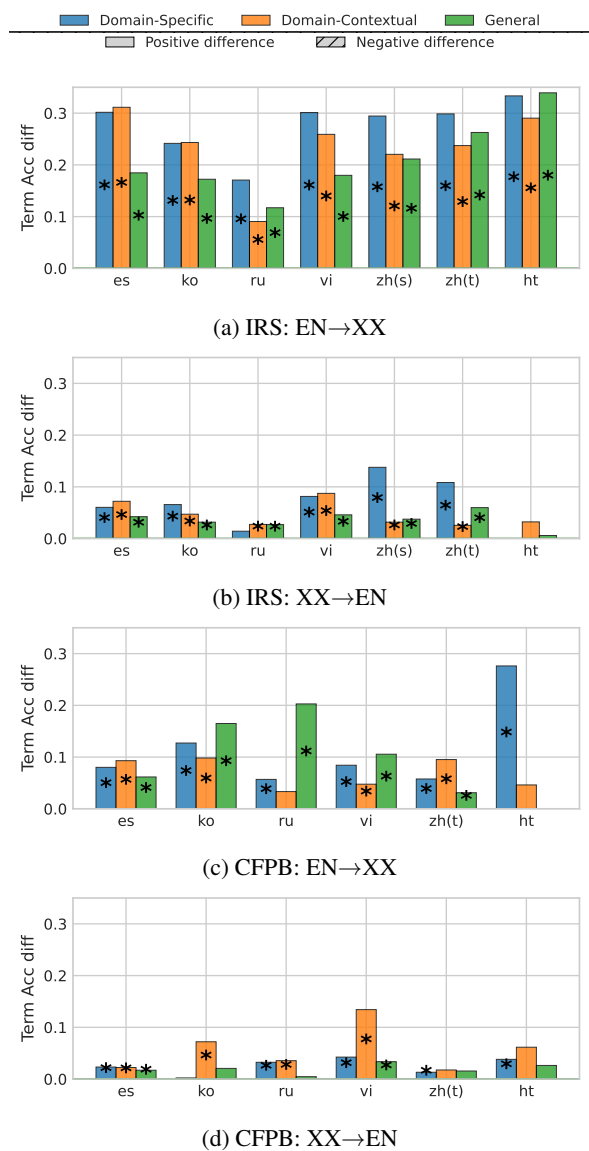 Domain-Specific Domain-Contextual General
Positive difference Negative difference
Term Acc diff
0.3
0.2
0.1
0.0
* * * * * * * * * * * * * * * * * * * * *
es ko ru vi zh(s) zh(t) ht
(a) IRS: EN→XX
Term Acc diff
0.3
0.2
0.1
0.0
* * * * * * * * * * * * * * * * *
es ko ru vi zh(s) zh(t) ht
(b) IRS: XX→EN
Term Acc diff
0.3
0.2
0.1
0.0
* * * * * * * * * * * * * * * Term Acc diff
es ko ru vi zh(t) ht
(c) CFPB: EN→XX
Term Acc diff
0.3
0.2
0.1
0.0
* * * * * * * * * * * *
es ko ru vi zh(t) ht
(d) CFPB: XX→EN